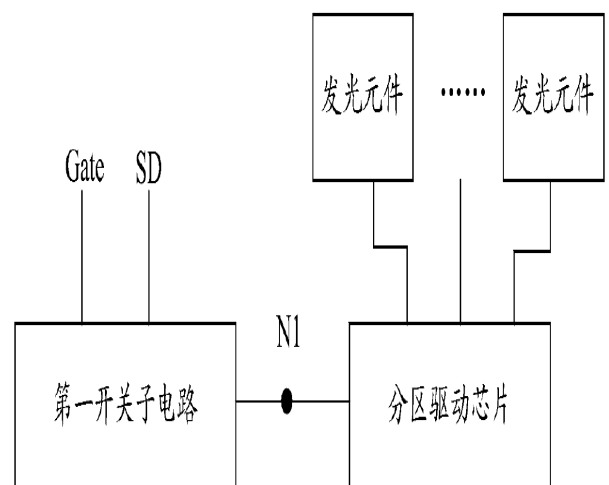 发光元件 ...... 发光元件
Gate SD
N1
第一开关子电路
分区驱动芯片